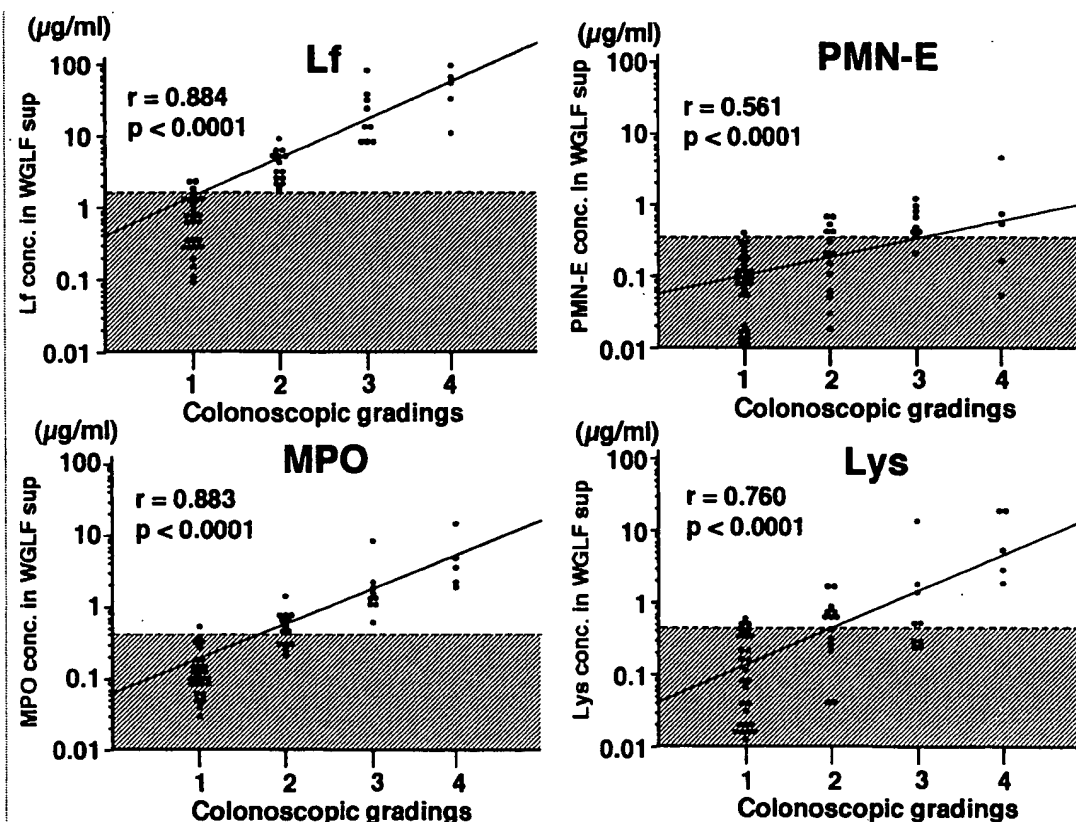 (µg/ml)
Lf
r = 0.884
p < 0.0001
Lf conc. in WGLF sup
100
10
1
0.1
0.01
1 2 3 4
Colonoscopic gradings
(µg/ml)
PMN-E
r = 0.561
p < 0.0001
PMN-E conc. in WGLF sup
100
10
1
0.1
0.01
1 2 3 4
Colonoscopic gradings
(µg/ml)
MPO
r = 0.883
p < 0.0001
MPO conc. in WGLF sup
100
10
1
0.1
0.01
1 2 3 4
Colonoscopic gradings
(µg/ml)
Lys
r = 0.760
p < 0.0001
Lys conc. in WGLF sup
100
10
1
0.1
0.01
1 2 3 4
Colonoscopic gradings